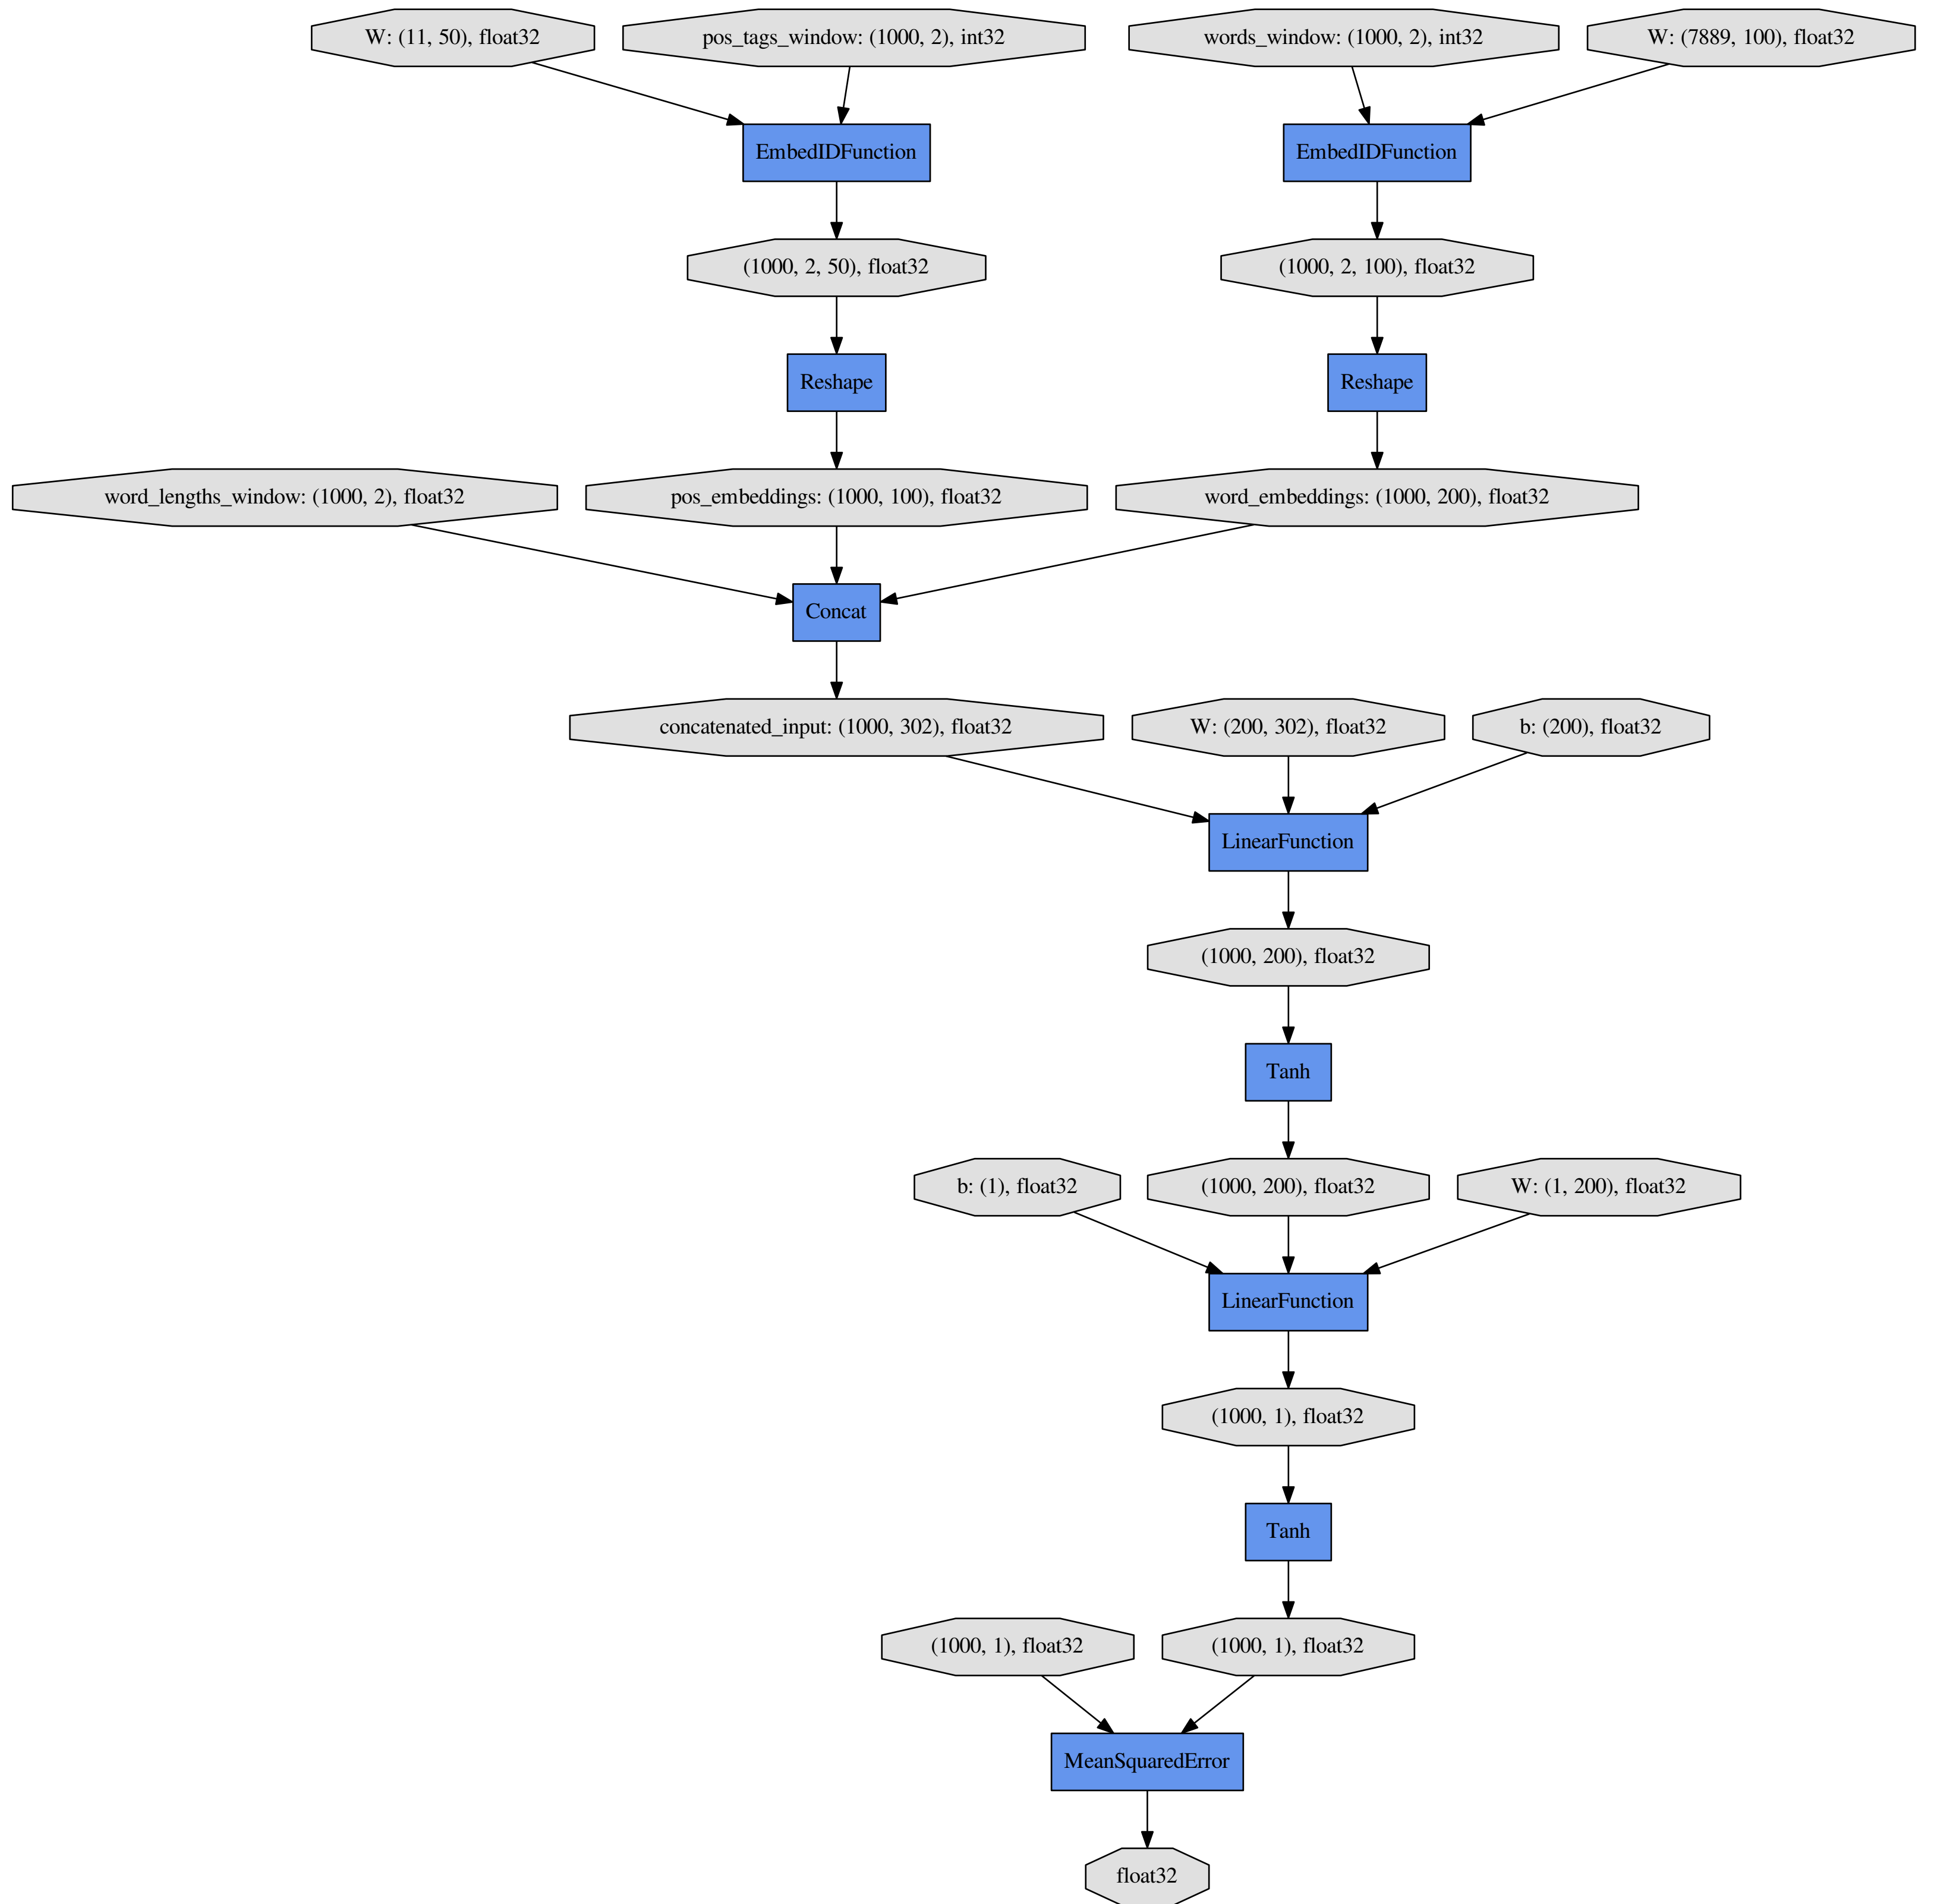 W: (11, 50), float32
pos_tags_window: (1000, 2), int32
words_window: (1000, 2), int32
W: (7889, 100), float32
EmbedIDFunction
EmbedIDFunction
(1000, 2, 50), float32
(1000, 2, 100), float32
Reshape
Reshape
word_lengths_window: (1000, 2), float32
pos_embeddings: (1000, 100), float32
word_embeddings: (1000, 200), float32
Concat
concatenated_input: (1000, 302), float32
W: (200, 302), float32
b: (200), float32
LinearFunction
(1000, 200), float32
Tanh
b: (1), float32
(1000, 200), float32
W: (1, 200), float32
LinearFunction
(1000, 1), float32
Tanh
(1000, 1), float32
(1000, 1), float32
MeanSquaredError
float32